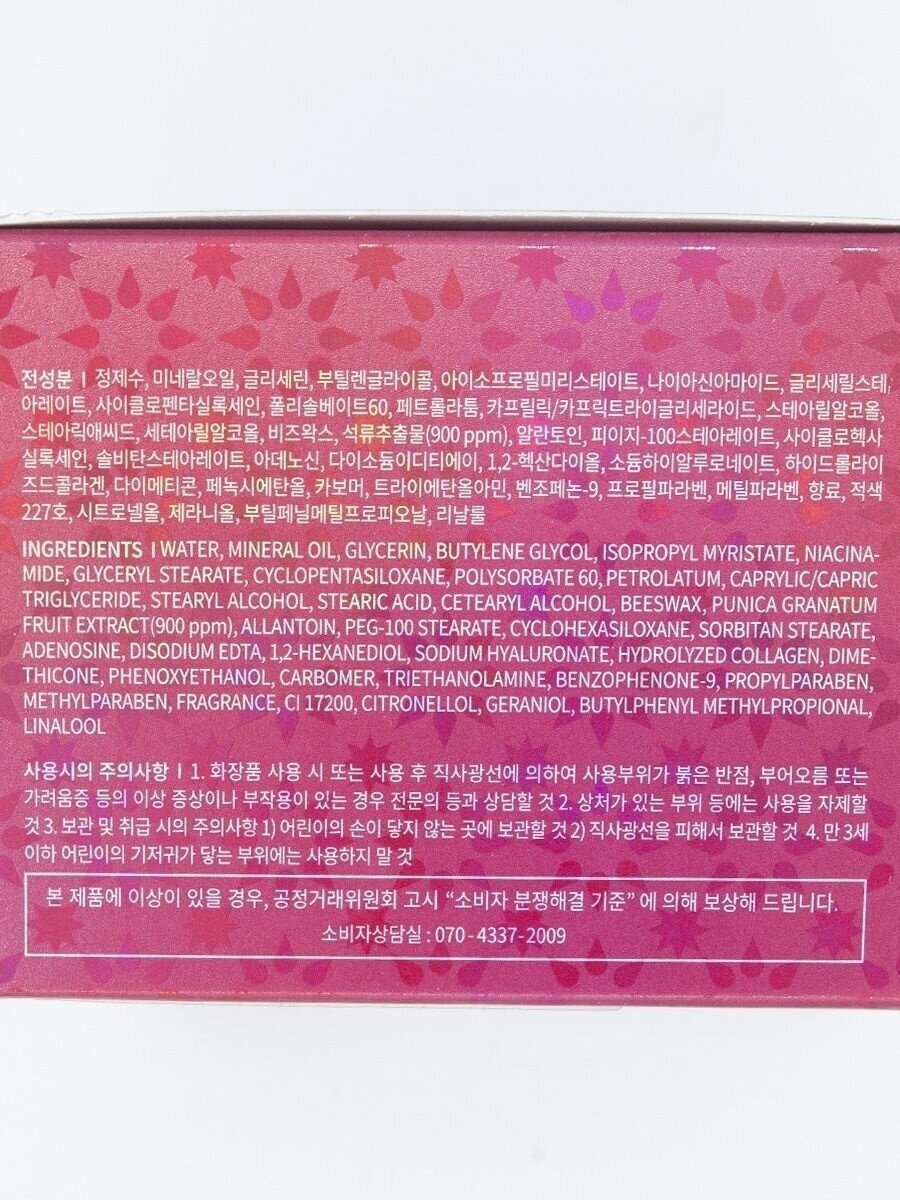 전성분 | 정제수, 미네랄오일, 글리세린, 부틸렌글라이콜, 아이소프로필미리스테이트, 나이아신아마이드, 글리세릴스테
아레이트, 사이클로펜타실록세인, 폴리솔베이트60, 페트롤라툼, 카프릴릭/카프릭트라이글리세라이드, 스테아릴알코올,
스테아릭애씨드, 세테아릴알코올, 비즈왁스, 석류추출물(900 ppm), 알란토인, 피이지-100스테아레이트, 사이클로헥사
실록세인, 솔비탄스테아레이트, 아데노신, 다이소듐이디티에이, 1,2-헥산다이올, 소듐하이알루로네이트, 하이드롤라이
즈드콜라겐, 다이메티콘, 페녹시에탄올, 카보머, 트라이에탄올아민, 벤조페논-9, 프로필파라벤, 메틸파라벤, 향료, 적색
227호, 시트로넬올, 제라니올, 부틸페닐메틸프로피오날, 리날룰
INGREDIENTS | WATER, MINERAL OIL, GLYCERIN, BUTYLENE GLYCOL, ISOPROPYL MYRISTATE, NIACINA-
MIDE, GLYCERYL STEARATE, CYCLOPENTASILOXANE, POLYSORBATE 60, PETROLATUM, CAPRYLIC/CAPRIC
TRIGLYCERIDE, STEARYL ALCOHOL, STEARIC ACID, CETEARYL ALCOHOL, BEESWAX, PUNICA GRANATUM
FRUIT EXTRACT(900 ppm), ALLANTOIN, PEG-100 STEARATE, CYCLOHEXASILOXANE, SORBITAN STEARATE,
ADENOSINE, DISODIUM EDTA, 1,2-HEXANEDIOL, SODIUM HYALURONATE, HYDROLYZED COLLAGEN, DIME-
THICONE, PHENOXYETHANOL, CARBOMER, TRIETHANOLAMINE, BENZOPHENONE-9, PROPYLPARABEN,
METHYLPARABEN, FRAGRANCE, CI 17200, CITRONELLOL, GERANIOL, BUTYLPHENYL METHYLPROPIONAL,
LINALOOL
사용시의 주의사항 | 1. 화장품 사용 시 또는 사용 후 직사광선에 의하여 사용부위가 붉은 반점, 부어오름 또는
가려움증 등의 이상 증상이나 부작용이 있는 경우 전문의 등과 상담할 것 2. 상처가 있는 부위 등에는 사용을 자제할
것 3. 보관 및 취급 시의 주의사항 1) 어린이의 손이 닿지 않는 곳에 보관할 것 2) 직사광선을 피해서 보관할 것 4. 만 3세
이하 어린이의 기저귀가 닿는 부위에는 사용하지 말 것
본 제품에 이상이 있을 경우, 공정거래위원회 고시 “소비자 분쟁해결 기준” 에 의해 보상해 드립니다.
소비자상담실 : 070 - 4337-2009